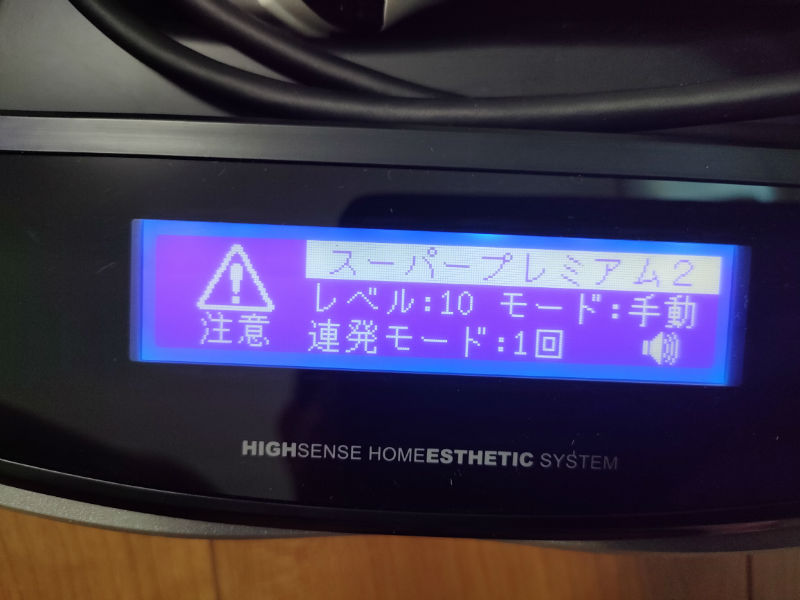 スーパープレミアム2
レベル:10 モード:手動
注意
連発モード:1回
HIGHSENSE HOMEESTHETIC SYSTEM